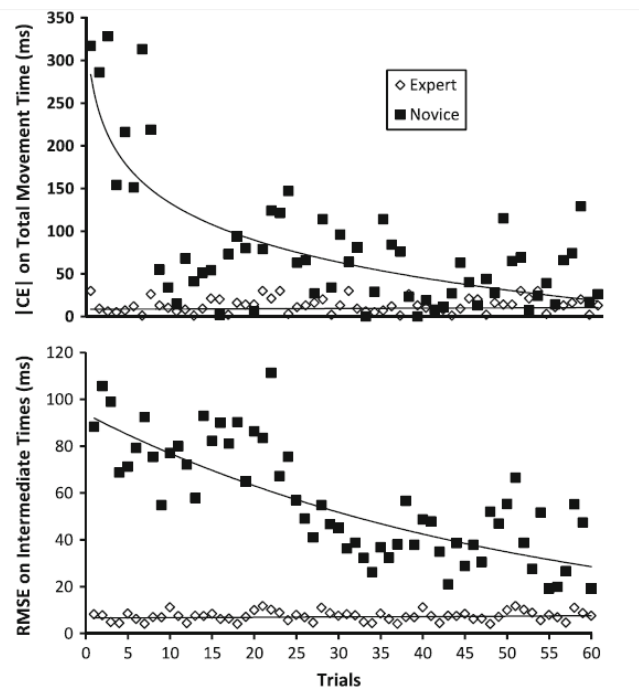 |CE| on Total Movement Time (ms)
350
300
250
200
150
100
50
0
Expert
Novice
RMSE on Intermediate Times (ms)
120
100
80
60
40
20
0
0 5 10 15 20 25 30 35 40 45 50 55 60
Trials